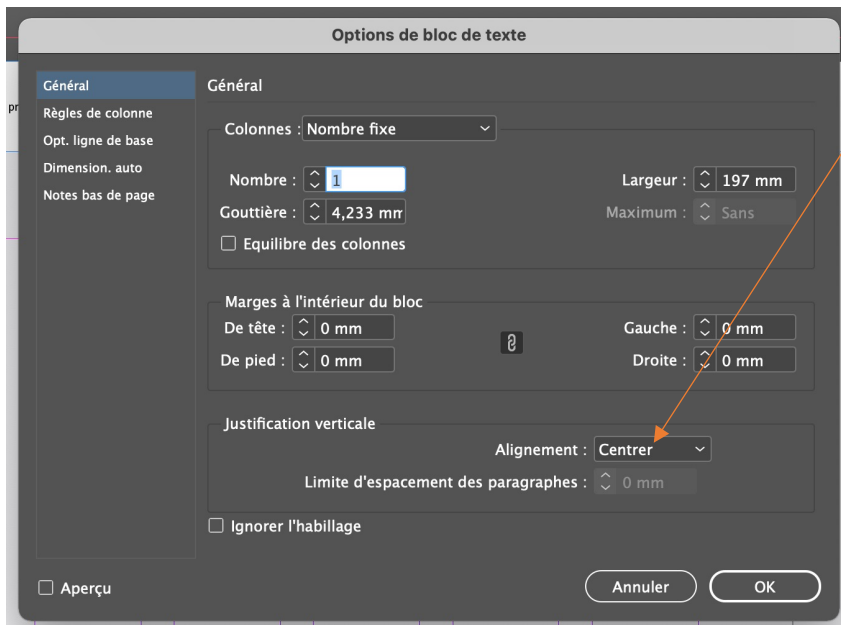 Options de bloc de texte
Général
Règles de colonne
Opt. ligne de base
Dimension. auto
Notes bas de page
pr
Général
Colonnes : Nombre fixe
Nombre : 1 Largeur : 197 mm
Gouttière : 4,233 mm Maximum : Sans
Equilibre des colonnes
Marges à l'intérieur du bloc
De tête : 0 mm Gauche : 0 mm
De pied : 0 mm Droite : 0 mm
Justification verticale
Alignement : Centrer
Limite d'espacement des paragraphes : 0 mm
Ignorer l'habillage
Aperçu Annuler OK